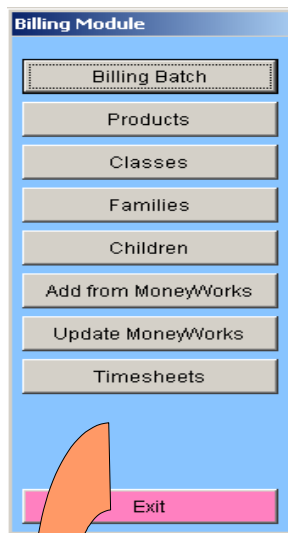 Billing Module
Billing Batch
Products
Classes
Families
Children
Add from MoneyWorks
Update MoneyWorks
Timesheets
Exit